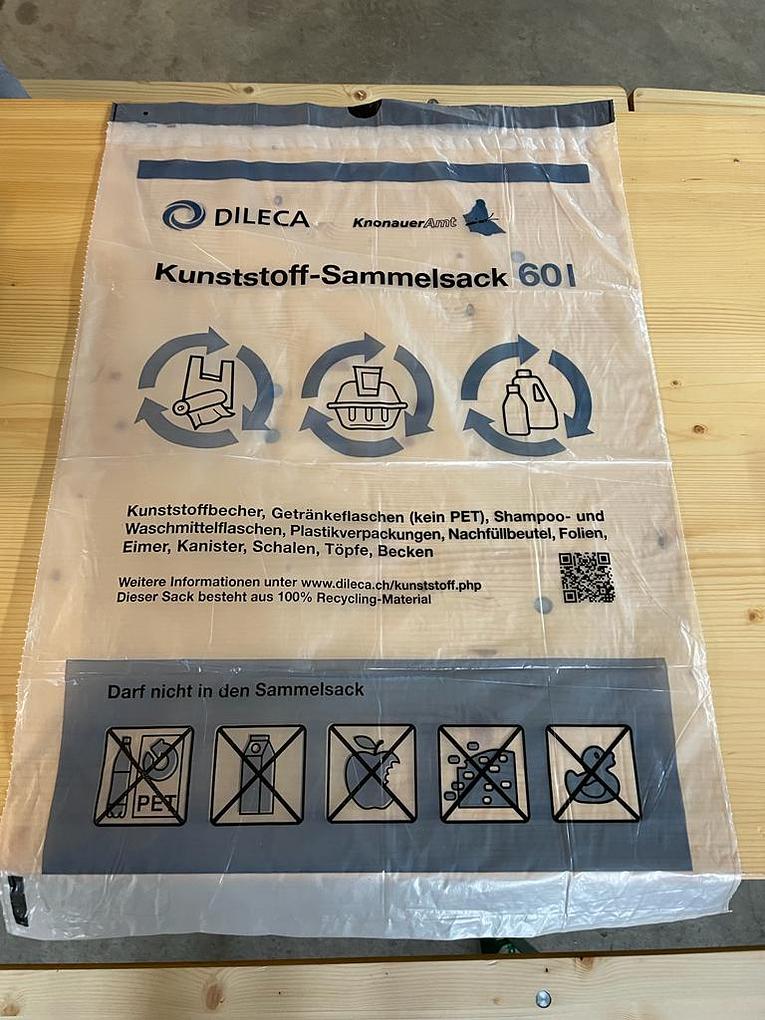 DILECA
KnonauerAmt
Kunststoff-Sammelsack 60 l
Kunststoffbecher, Getränkeflaschen (kein PET), Shampoo- und
Waschmittelflaschen, Plastikverpackungen, Nachfüllbeutel, Folien,
Eimer, Kanister, Schalen, Töpfe, Becken
Weitere Informationen unter www.dileca.ch/kunststoff.php
Dieser Sack besteht aus 100% Recycling-Material
Darf nicht in den Sammelsack
PET